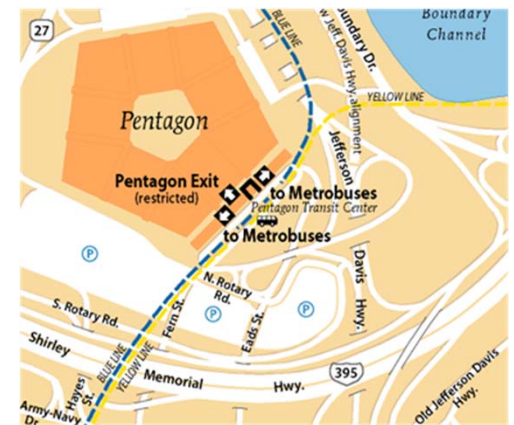 27
BLUE LINE
Boundary Dr.
w Jeff. Davis Hwy. alignment
Boundary
Channel
YELLOW LINE
Pentagon
Jefferson
Pentagon Exit
(restricted)
to Metrobuses
Pentagon Transit Center
to Metrobuses
P
N. Rotary
Rd.
Davis
Hwy.
S. Rotary Rd.
Fern St.
P
Eads St.
P
Shirley
Memorial
Hwy.
395
BLUE LINE
YELLOW LINE
Hayes
St.
Army-Navy
Dr.
Old Jefferson Davis
Hwy.